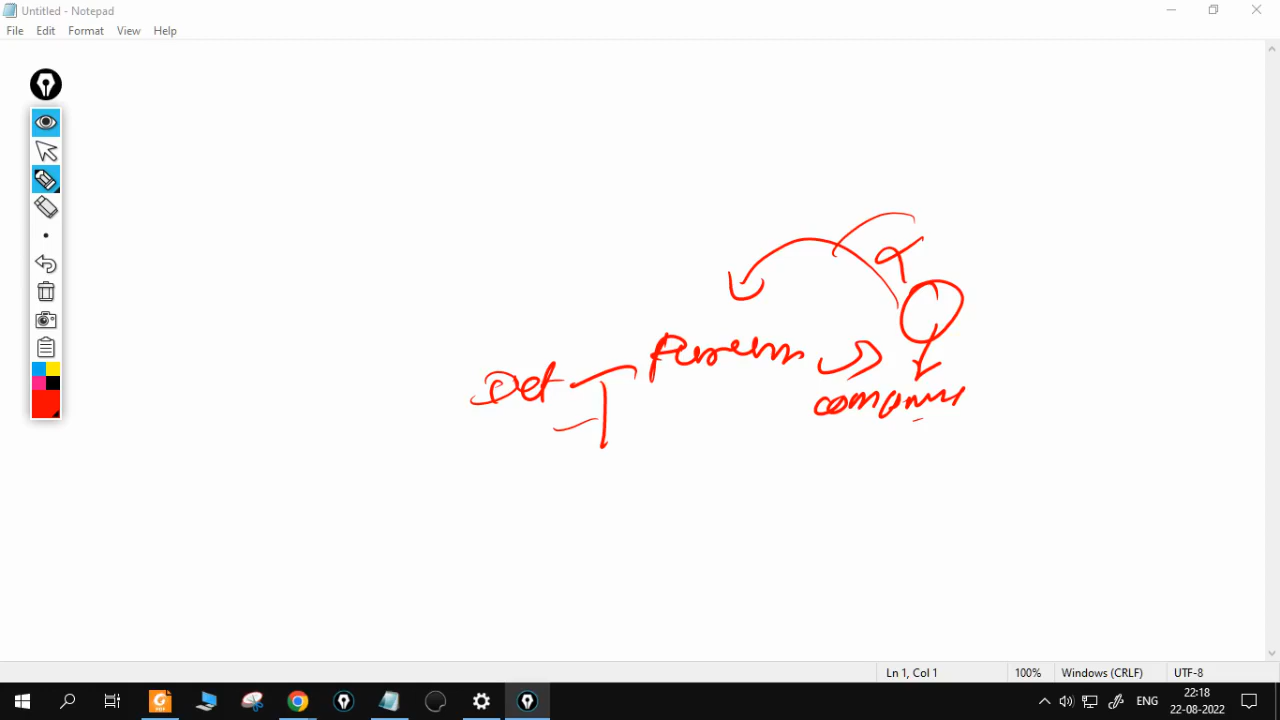 Untitled - Notepad
File Edit Format View Help
α
Det
company
Ln 1, Col 1 100% Windows (CRLF) UTF-8
ENG 22:18
22-08-2022